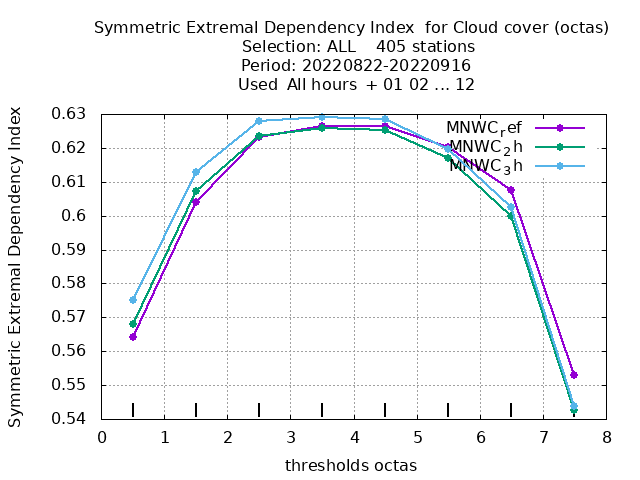 Symmetric Extremal Dependency Index  for Cloud cover (octas)
Selection: ALL    405 stations
Period: 20220822-20220916
Used  All hours  + 01 02 ... 12
Symmetric Extremal Dependency Index
0.63
0.62
0.61
0.6
0.59
0.58
0.57
0.56
0.55
0.54
MNWC_ref
MNWC_2h
MNWC_3h
0 1 2 3 4 5 6 7 8
thresholds octas